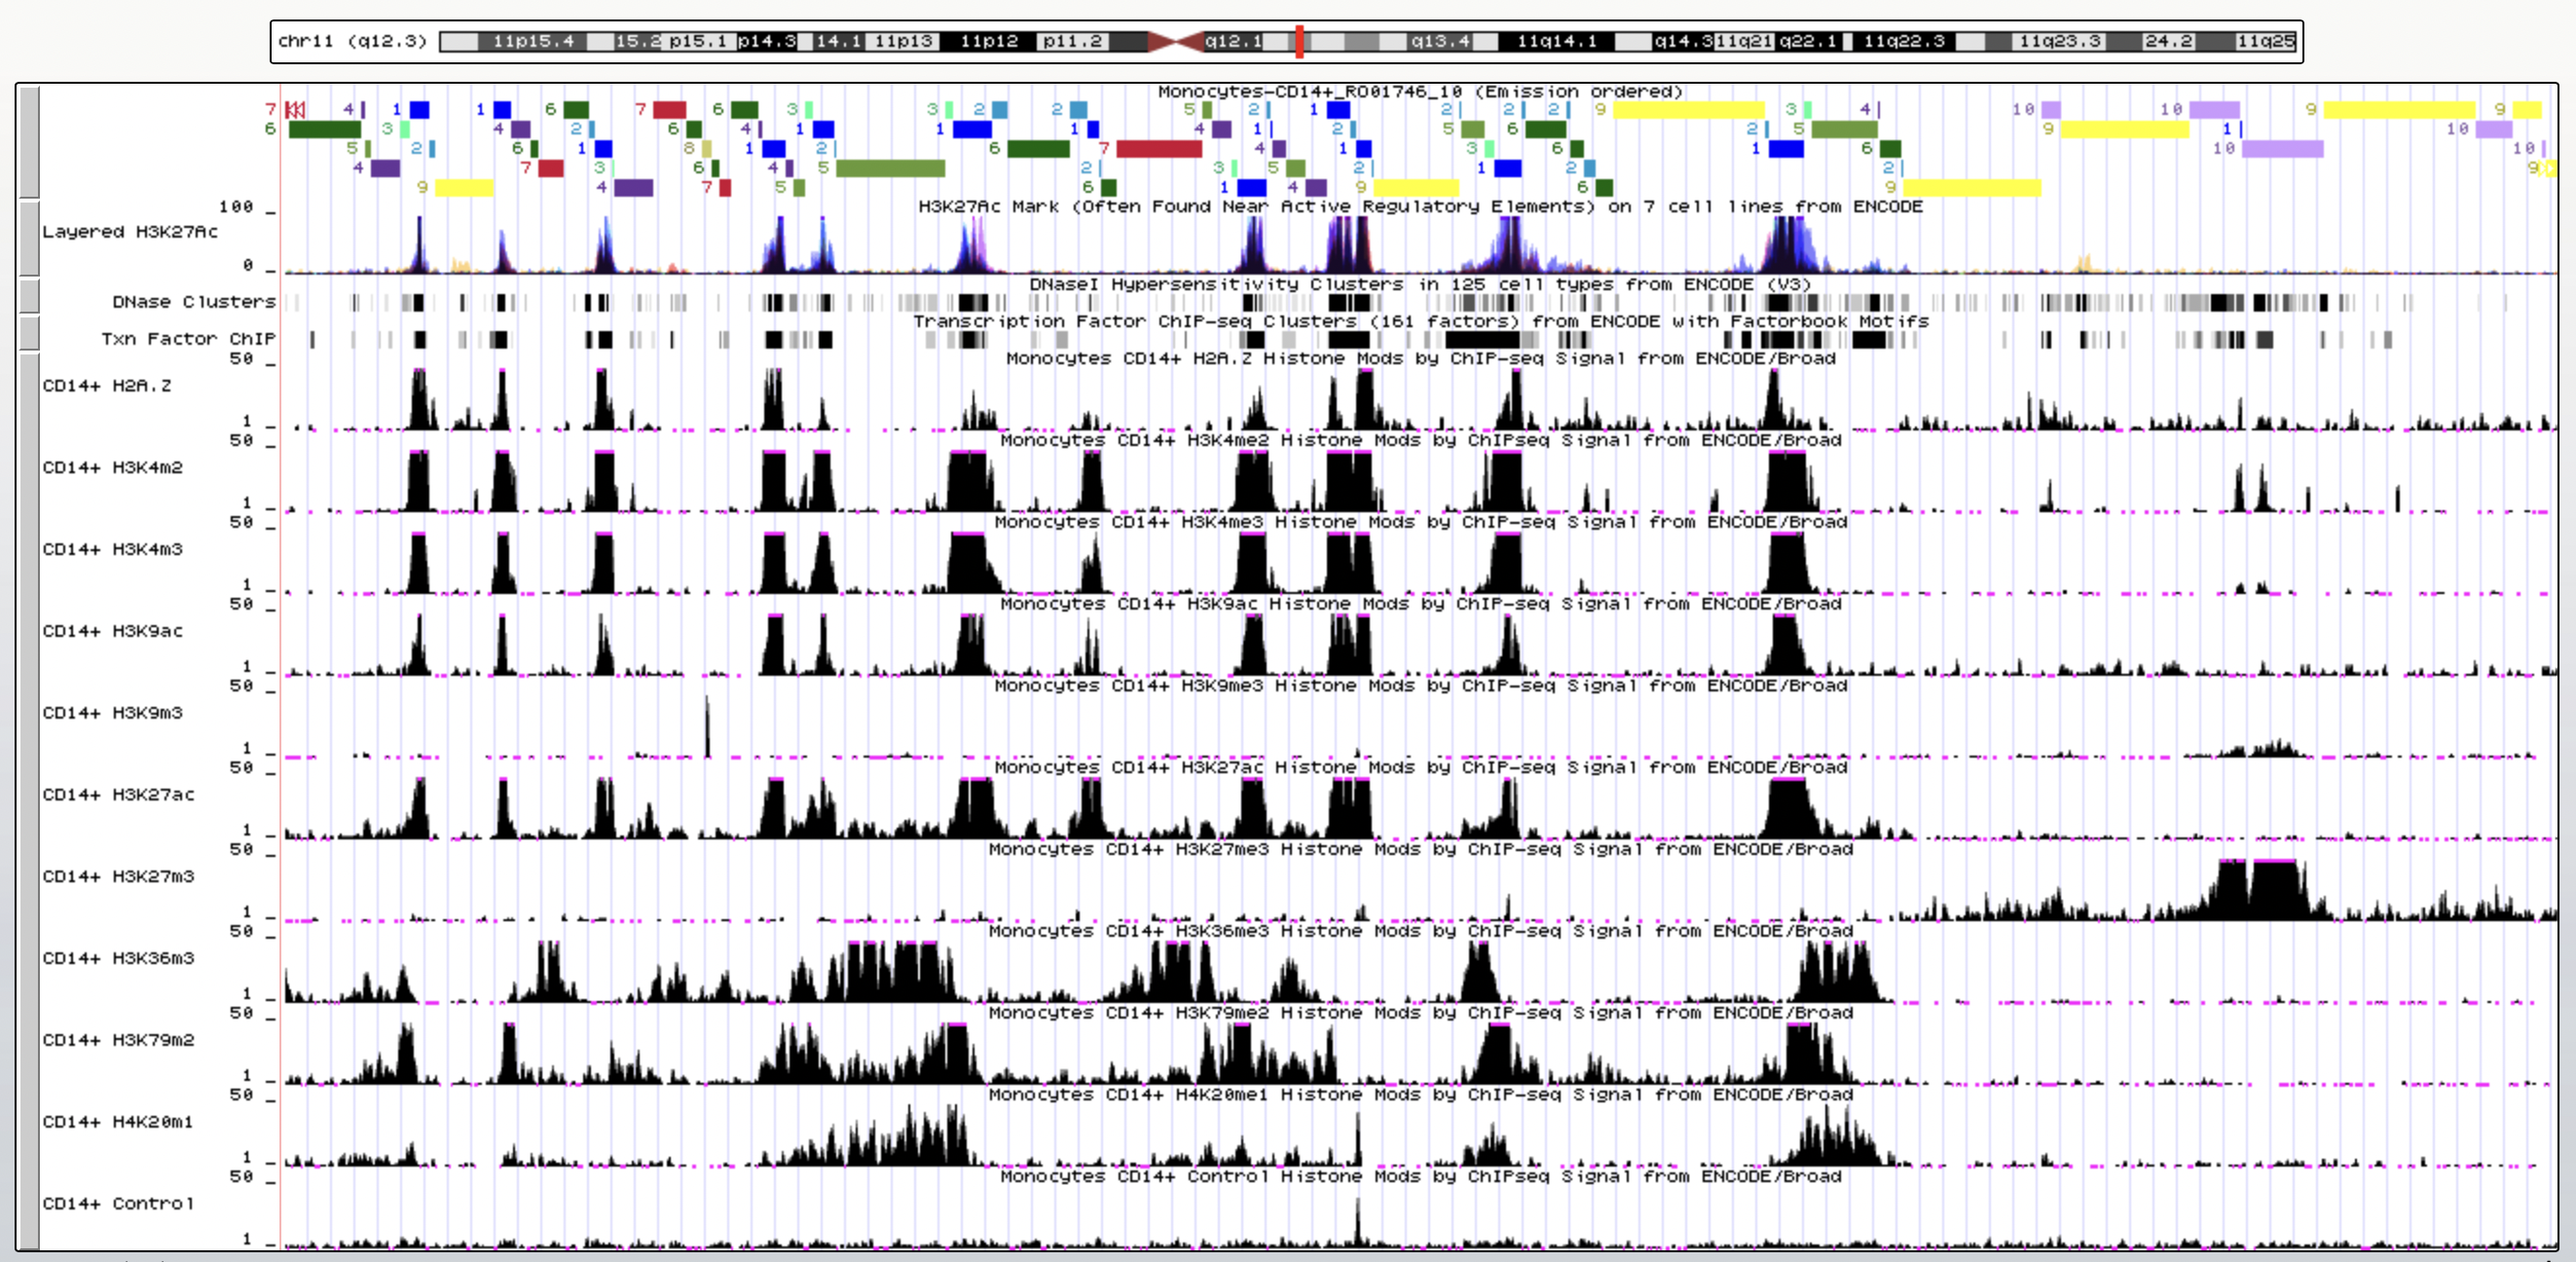 chr11 (q12.3) 11p15.4 15.2 p15.1 p14.3 14.1 11p13 11p12 p11.2 q12.1 q13.4 11q14.1 q14.3 11q21 q22.1 11q22.3 11q23.3 24.2 11q25
Monocytes-CD14+_RO01746_10 (Emission ordered)
7 4 1 1 6 7 6 3 3 2 2 5 2 1 2 2 2 9 3 4 10 10 9 9
6 3 4 2 6 4 1 1 1 4 1 2 5 6 2 5 9 1 10
5 2 6 1 8 1 2 6 7 4 1 6 1 6 10 10
4 7 3 6 4 5 2 3 5 2 1 2 2 9
9 4 7 5 6 1 4 9 6 9
H3K27Ac Mark (Often Found Near Active Regulatory Elements) on 7 cell lines from ENCODE
100
Layered H3K27Ac
0
DNaseI Hypersensitivity Clusters in 125 cell types from ENCODE (V3)
DNase Clusters
Transcription Factor ChIP-seq Clusters (161 factors) from ENCODE with Factorbook Motifs
Txn Factor ChIP
Monocytes CD14+ H2A.Z Histone Mods by ChIP-seq Signal from ENCODE/Broad
50
CD14+ H2A.Z
1
Monocytes CD14+ H3K4me2 Histone Mods by ChIPseq Signal from ENCODE/Broad
50
CD14+ H3K4m2
1
Monocytes CD14+ H3K4me3 Histone Mods by ChIP-seq Signal from ENCODE/Broad
50
CD14+ H3K4m3
1
Monocytes CD14+ H3K9ac Histone Mods by ChIP-seq Signal from ENCODE/Broad
50
CD14+ H3K9ac
1
Monocytes CD14+ H3K9me3 Histone Mods by ChIP-seq Signal from ENCODE/Broad
50
CD14+ H3K9m3
1
Monocytes CD14+ H3K27ac Histone Mods by ChIP-seq Signal from ENCODE/Broad
50
CD14+ H3K27ac
1
Monocytes CD14+ H3K27me3 Histone Mods by ChIP-seq Signal from ENCODE/Broad
50
CD14+ H3K27m3
1
Monocytes CD14+ H3K36me3 Histone Mods by ChIP-seq Signal from ENCODE/Broad
50
CD14+ H3K36m3
1
Monocytes CD14+ H3K79me2 Histone Mods by ChIP-seq Signal from ENCODE/Broad
50
CD14+ H3K79m2
1
Monocytes CD14+ H4K20me1 Histone Mods by ChIP-seq Signal from ENCODE/Broad
50
CD14+ H4K20m1
1
Monocytes CD14+ Control Histone Mods by ChIPseq Signal from ENCODE/Broad
50
CD14+ Control
1